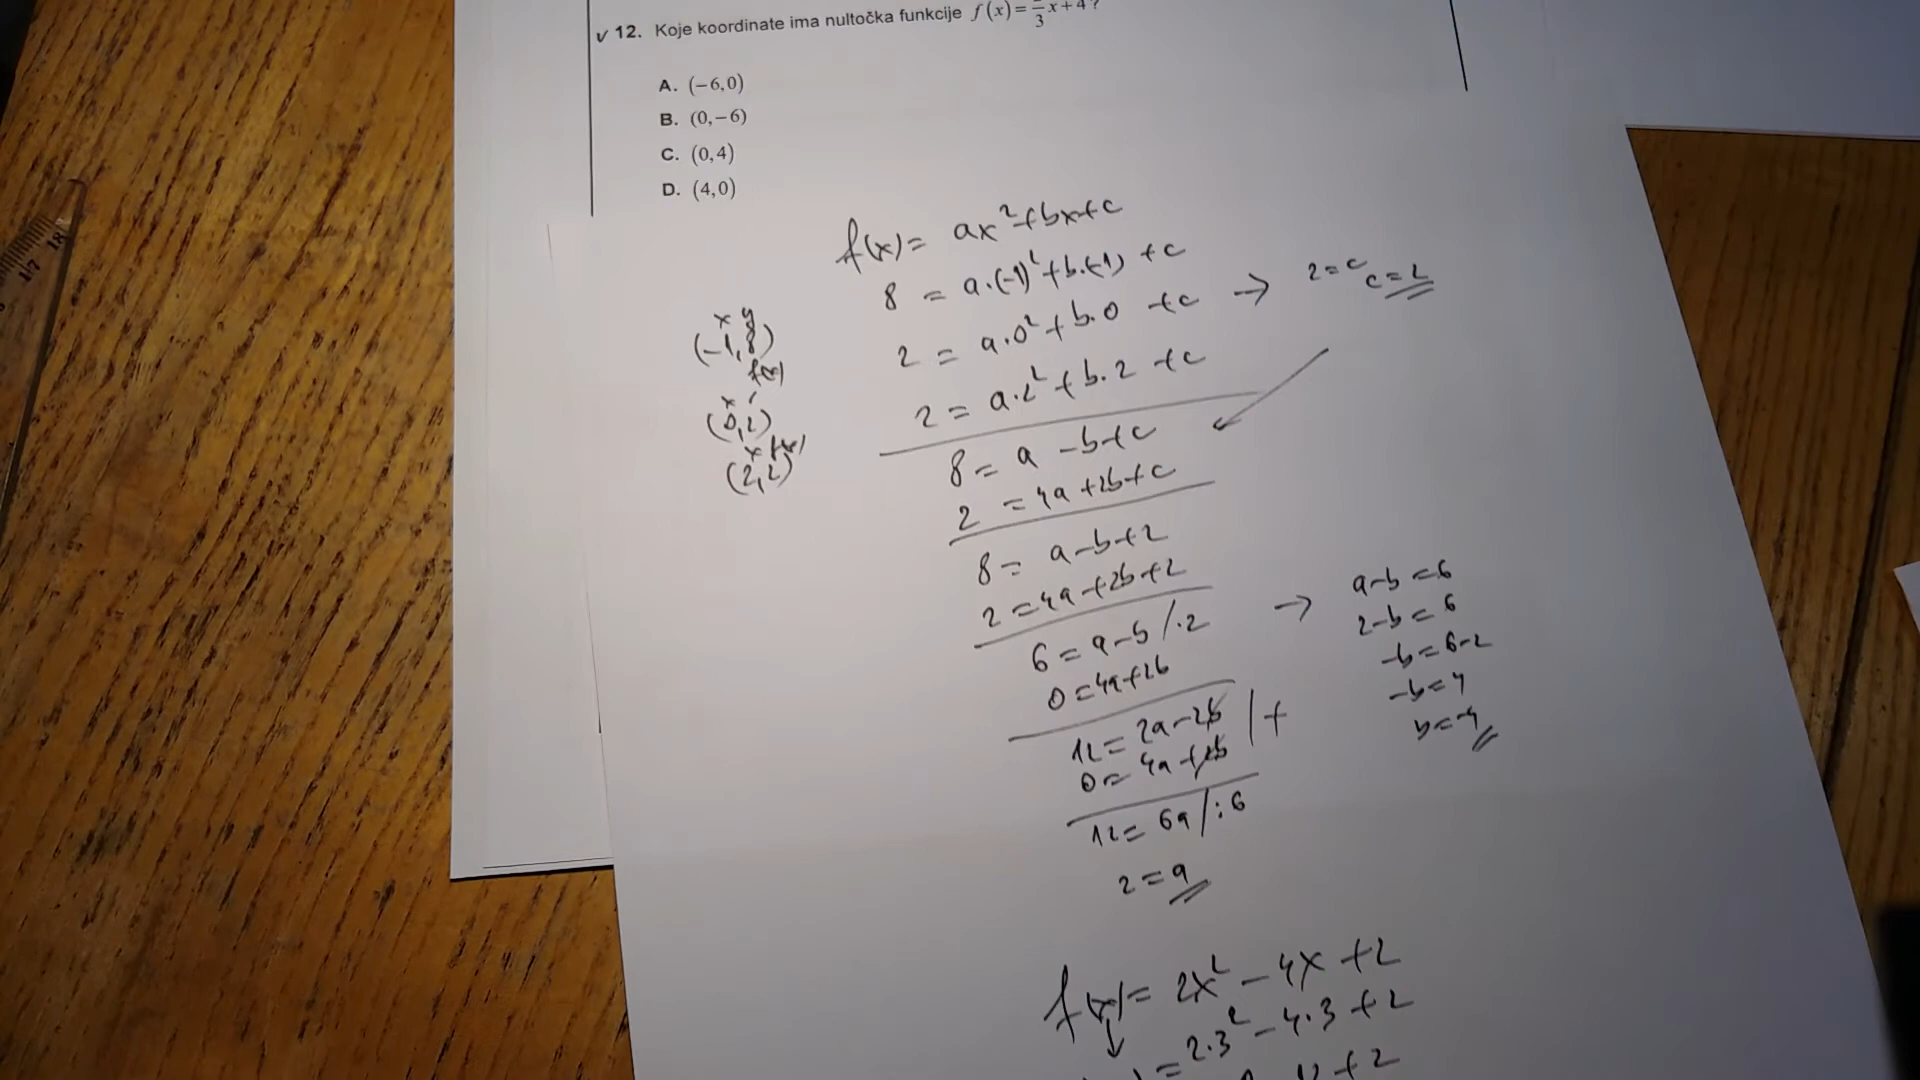 ✓ 12. Koje koordinate ima nultočka funkcije f(x)= /3 x+4?
A. (−6,0)
B. (0,−6)
C. (0,4)
D. (4,0)
f(x)= ax²+bx+c
8 = a·(-1)²+b·(-1) +c
2 = a·0²+b·0 +c → 2=c c=2
2 = a·2²+b·2 +c
x y
(-1,8)
f(x)
x
(0,2)
x f(x)
(2,2)
8= a -b+c
2 =4a+2b+c
8= a-b+2
2=4a+2b+2
6=a-b/·2 → a-b=6
0=4a+2b
2-b=6
-b=6-2
-b=4
b=-4
12=2a-2b |+
0=4a+2b
12=6a/:6
2=a
f(x)= 2x²-4x+2
=2·3²-4·3+2
+2